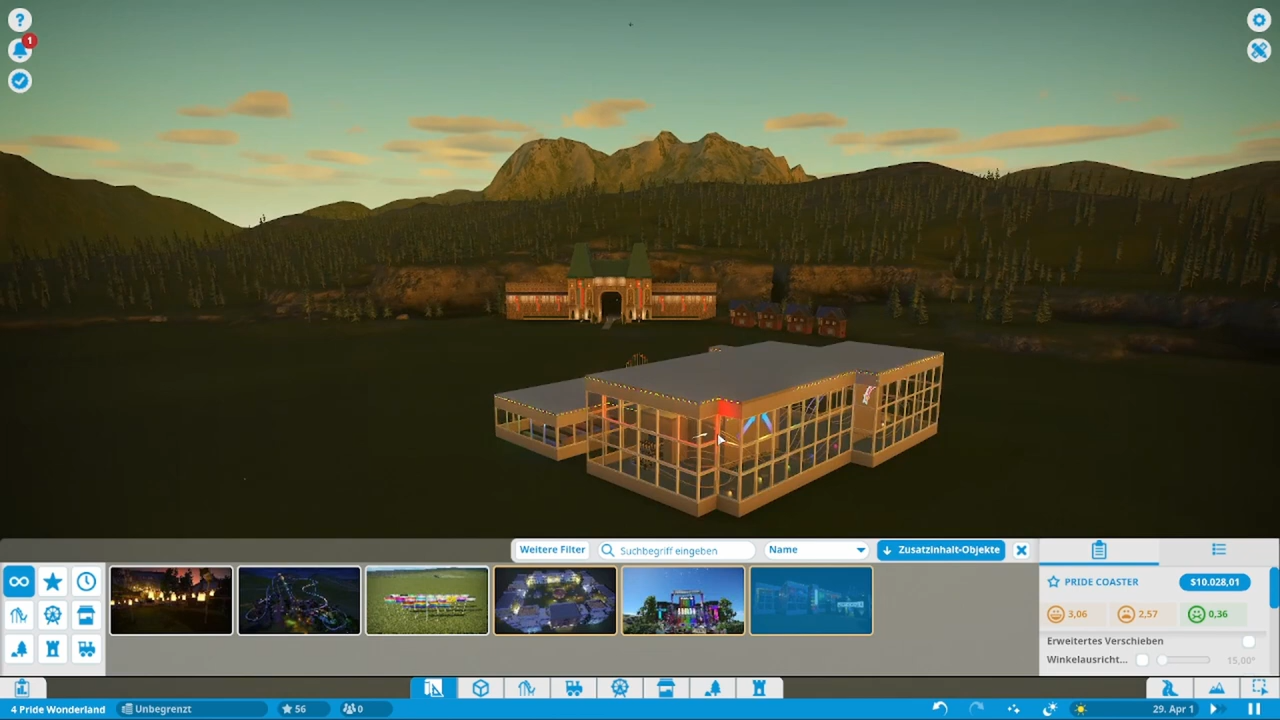 ?
1
Weitere Filter
Suchbegriff eingeben
Name
Zusatzinhalt-Objekte
PRIDE COASTER
$10.028,01
3,06
2,57
0,36
Erweitertes Verschieben
Winkelausricht...
15,00°
4 Pride Wonderland
Unbegrenzt
56
0
29. Apr 1